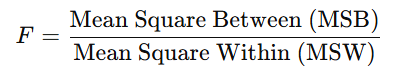 F = Mean Square Between (MSB)
Mean Square Within (MSW)